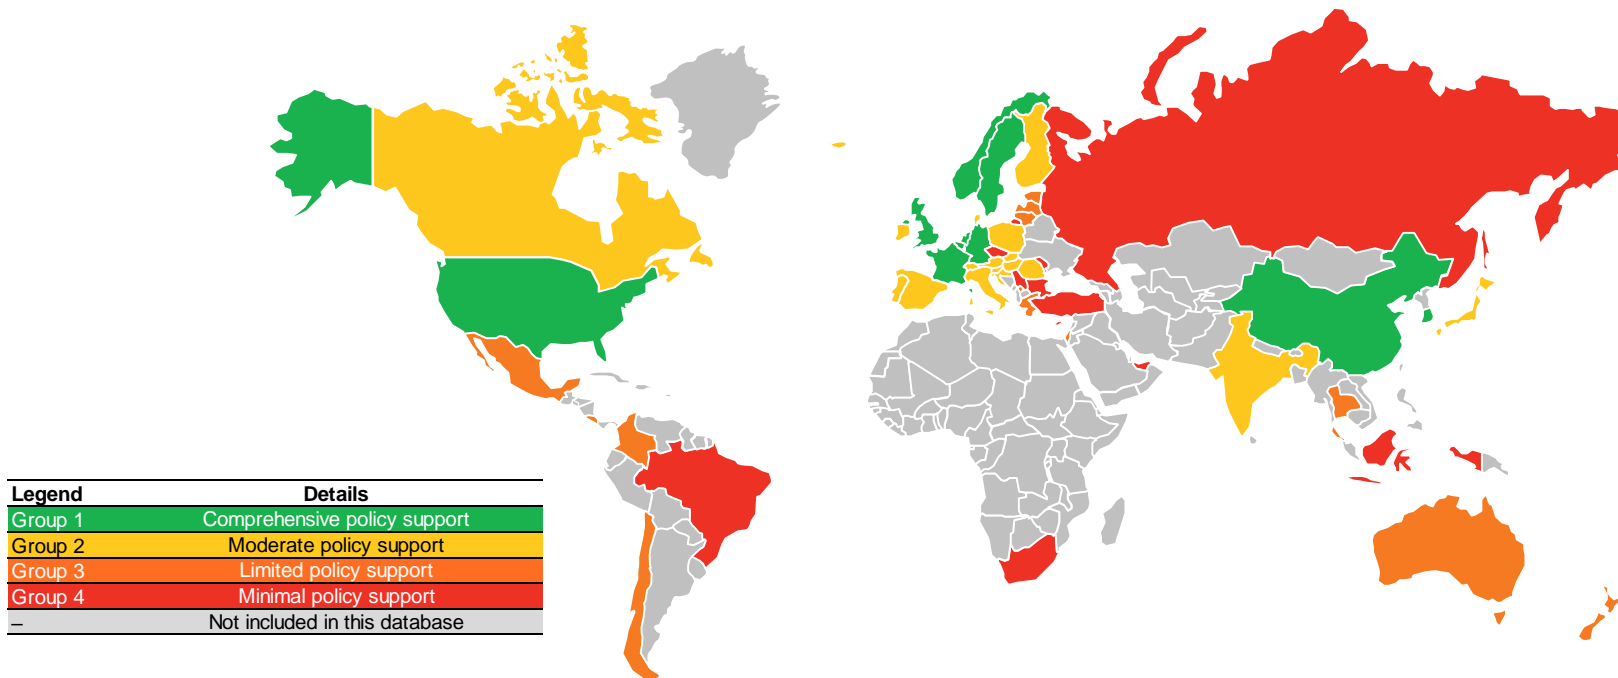 Legend Details
Group 1 Comprehensive policy support
Group 2 Moderate policy support
Group 3 Limited policy support
Group 4 Minimal policy support
– Not included in this database